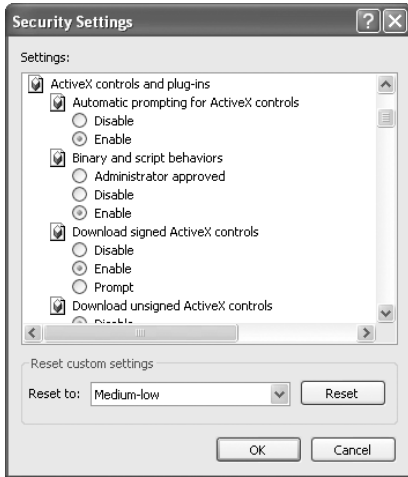 Security Settings
Settings:
ActiveX controls and plug-ins
Automatic prompting for ActiveX controls
Disable
Enable
Binary and script behaviors
Administrator approved
Disable
Enable
Download signed ActiveX controls
Disable
Enable
Prompt
Download unsigned ActiveX controls
Disable
Reset custom settings
Reset to: Medium-low Reset
OK Cancel